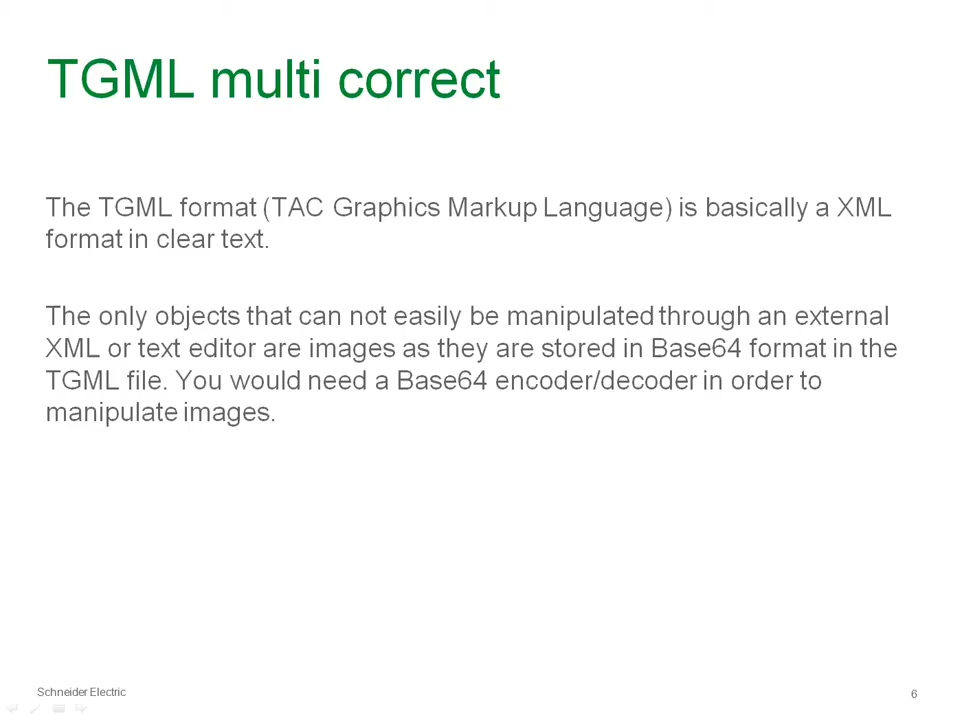 TGML multi correct
The TGML format (TAC Graphics Markup Language) is basically a XML
format in clear text.
The only objects that can not easily be manipulated through an external
XML or text editor are images as they are stored in Base64 format in the
TGML file. You would need a Base64 encoder/decoder in order to
manipulate images.
Schneider Electric
6